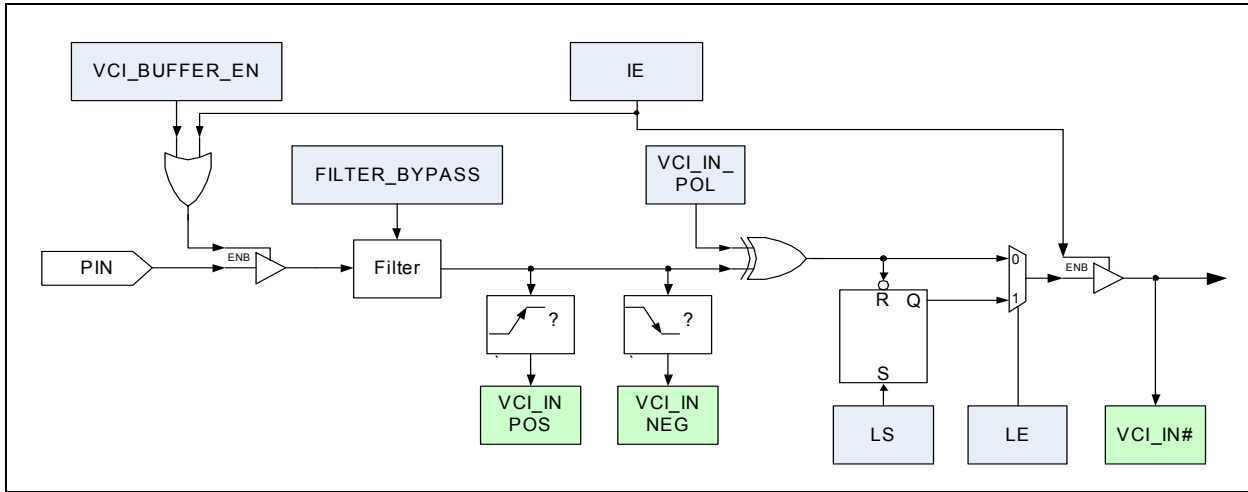 VCI_BUFFER_EN
IE
FILTER_BYPASS
VCI_IN_
POL
PIN
ENB
Filter
0
1
ENB
?
?
R
Q
S
VCI_IN
POS
VCI_IN
NEG
LS
LE
VCI_IN#